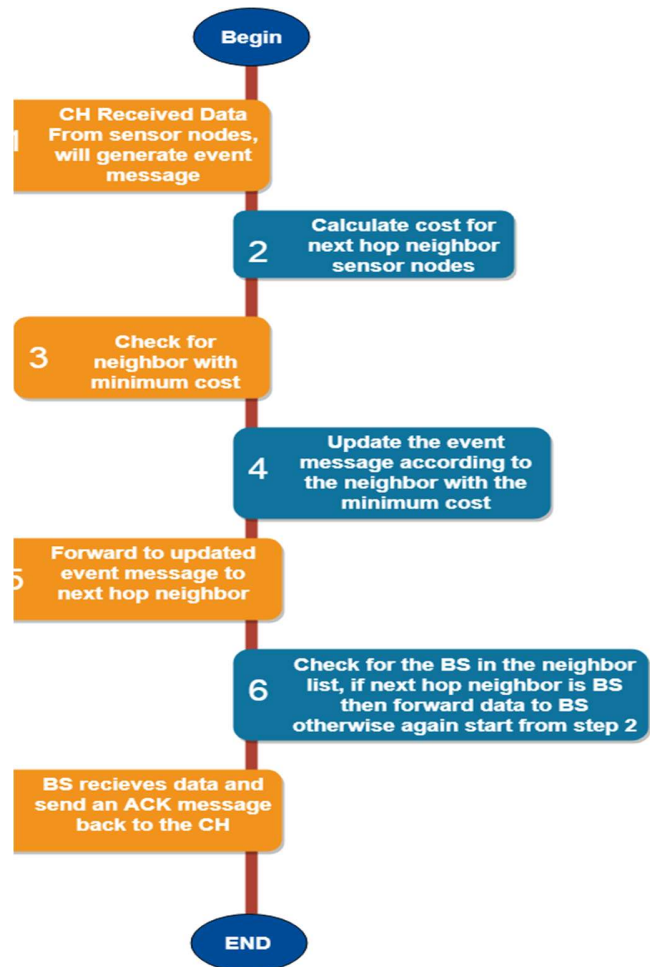 Begin
1
CH Received Data
From sensor nodes,
will generate event
message
2
Calculate cost for
next hop neighbor
sensor nodes
3
Check for
neighbor with
minimum cost
4
Update the event
message according to
the neighbor with the
minimum cost
5
Forward to updated
event message to
next hop neighbor
6
Check for the BS in the neighbor
list, if next hop neighbor is BS
then forward data to BS
otherwise again start from step 2
BS recieves data and
send an ACK message
back to the CH
END